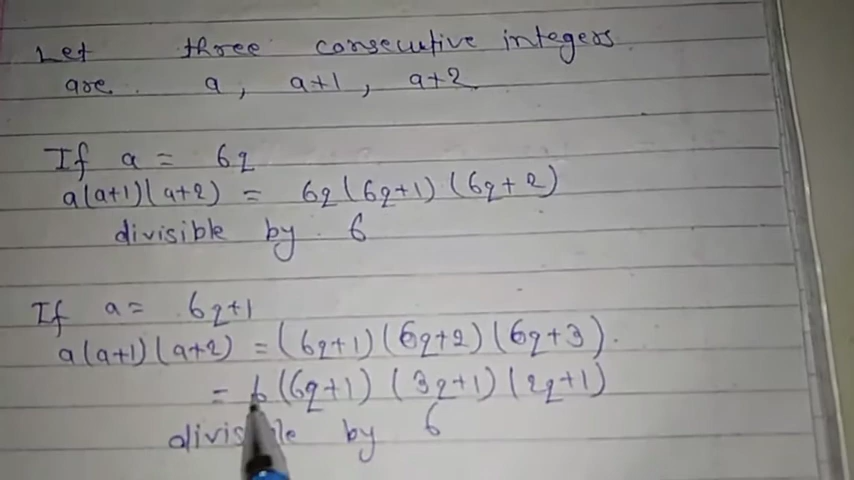 Let three consecutive integers
are. a, a+1, a+2
If a = 6q
a(a+1)(a+2) = 6q(6q+1)(6q+2)
divisible by 6
If a = 6q+1
a(a+1)(a+2) = (6q+1)(6q+2)(6q+3).
= 6(6q+1)(3q+1)(2q+1)
divisible by 6